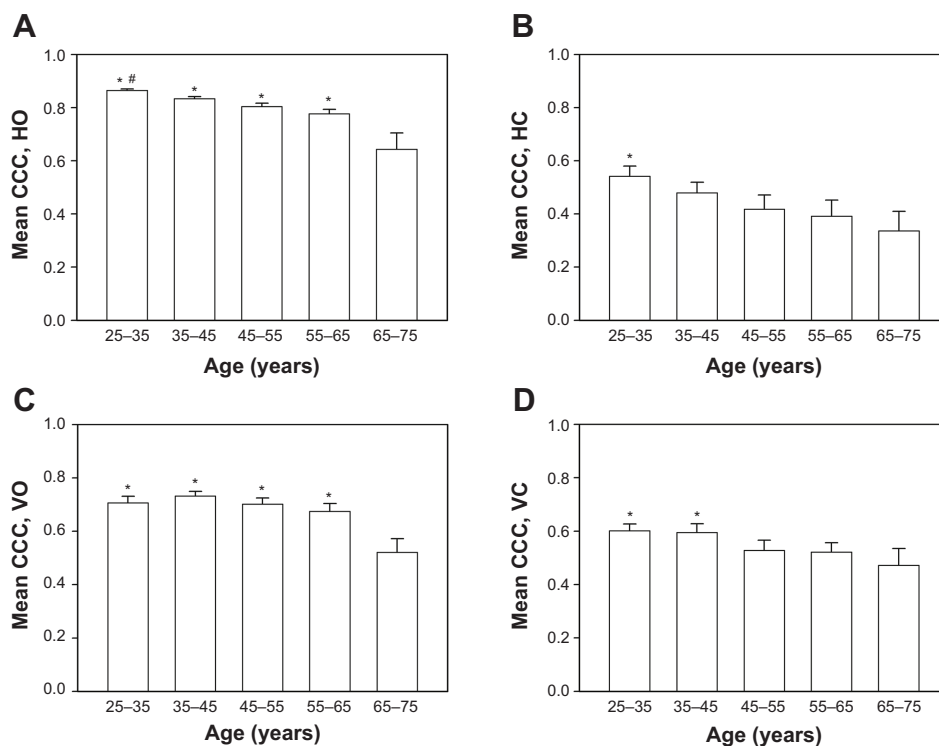 A
Mean CCC, HO
1.0
0.8
0.6
0.4
0.2
0.0
* #
*
*
*
25–35 35–45 45–55 55–65 65–75
Age (years)
B
Mean CCC, HC
1.0
0.8
0.6
0.4
0.2
0.0
*
25–35 35–45 45–55 55–65 65–75
Age (years)
C
Mean CCC, VO
1.0
0.8
0.6
0.4
0.2
0.0
*
*
*
*
25–35 35–45 45–55 55–65 65–75
Age (years)
D
Mean CCC, VC
1.0
0.8
0.6
0.4
0.2
0.0
*
*
25–35 35–45 45–55 55–65 65–75
Age (years)